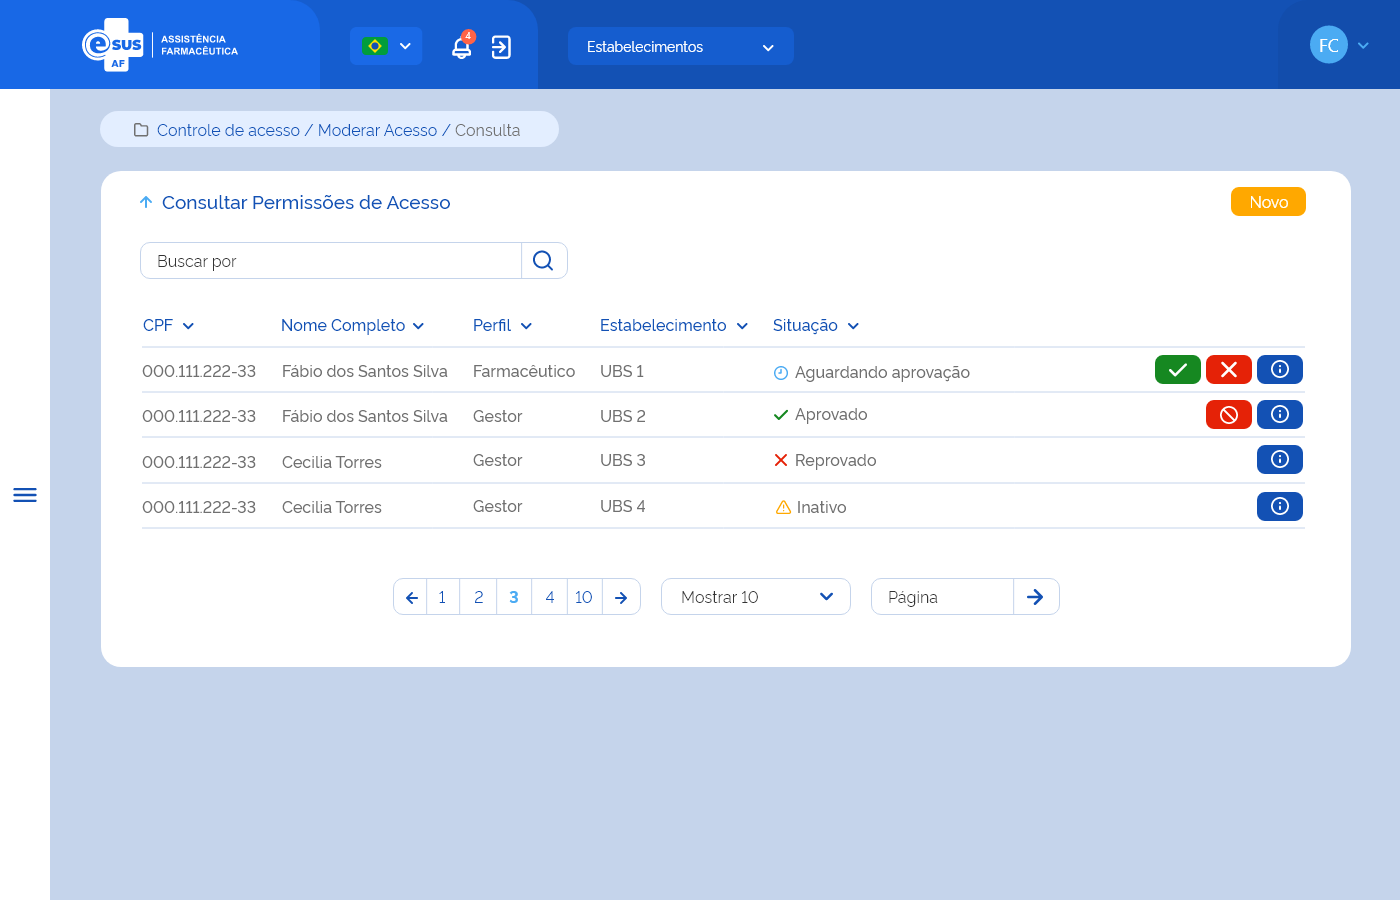 e sus AF
ASSISTÊNCIA
FARMACÊUTICA
4
Estabelecimentos
FC
Controle de acesso / Moderar Acesso / Consulta
Consultar Permissões de Acesso
Novo
Buscar por
CPF Nome Completo Perfil Estabelecimento Situação
000.111.222-33 Fábio dos Santos Silva Farmacêutico UBS 1 Aguardando aprovação
000.111.222-33 Fábio dos Santos Silva Gestor UBS 2 Aprovado
000.111.222-33 Cecilia Torres Gestor UBS 3 Reprovado
000.111.222-33 Cecilia Torres Gestor UBS 4 Inativo
1 2 3 4 10 Mostrar 10 Página